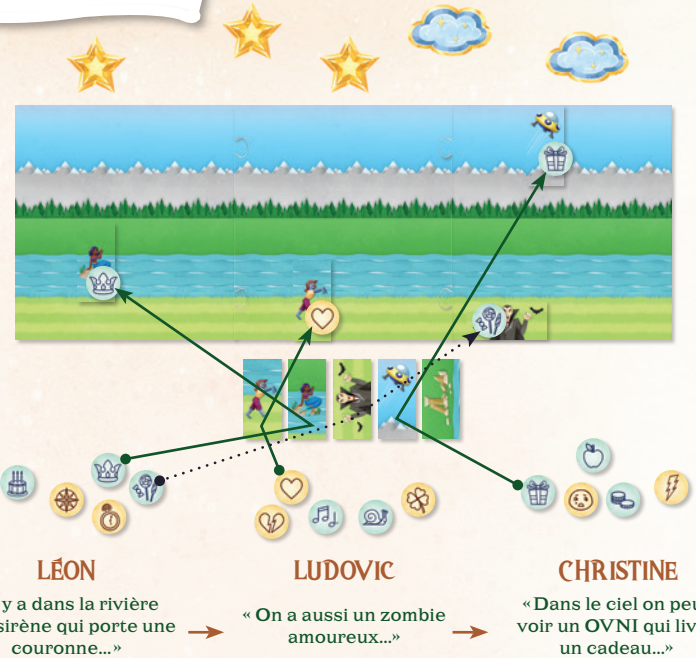 LÉON
y a dans la rivière
sirène qui porte une
couronne...»
LUDOVIC
« On a aussi un zombie
amoureux...»
CHRISTINE
«Dans le ciel on peu
voir un OVNI qui liv
un cadeau...»